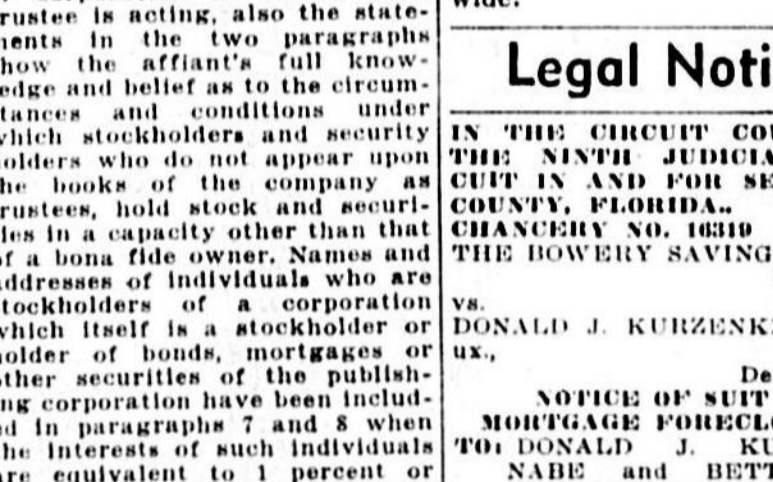 rustee is acting, also the state-
ents in the two paragraphs
how the affiant's full know-
edge and belief as to the circum-
tances and conditions under
which stockholders and security
olders who do not appear upon
he books of the company as
rustees, hold stock and securi-
ies in a capacity other than that
of a bona fide owner. Names and
addresses of individuals who are
stockholders of a corporation
which itself is a stockholder or
holder of bonds, mortgages or
other securities of the publish-
ng corporation have been includ-
ed in paragraphs 7 and 8 when
the interests of such individuals
are equivalent to 1 percent or
wide.
Legal Noti
IN THE CIRCUIT CO
THE NINTH JUDICIA
CUIT IN AND FOR SE
COUNTY, FLORIDA..
CHANCERY NO. 16319
THE BOWERY SAVING
vs.
DONALD J. KURZENK
ux.,
De
NOTICE OF SUIT
MORTGAGE FORECLO
TO: DONALD J. KU
NABE and BETT